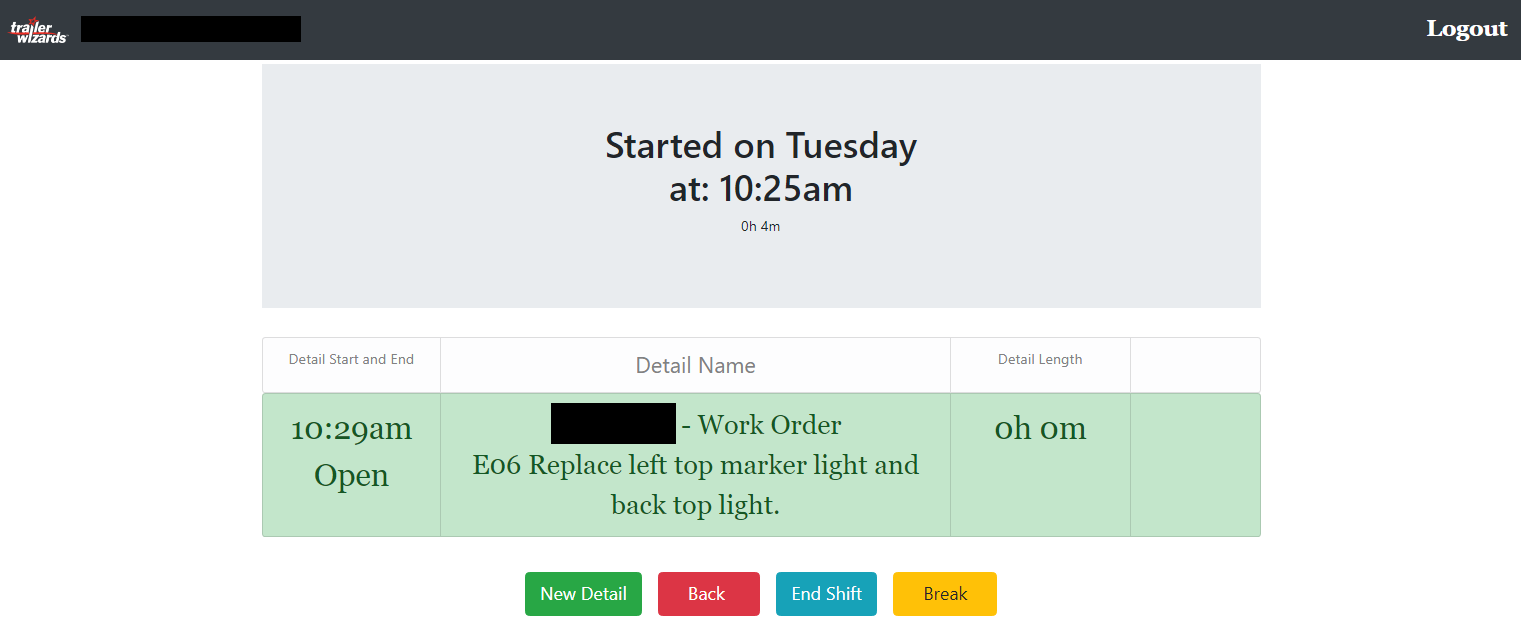 trailer
wizards
Logout
Started on Tuesday
at: 10:25am
0h 4m
Detail Start and End
Detail Name
Detail Length
10:29am
Open
- Work Order
E06 Replace left top marker light and
back top light.
0h 0m
New Detail
Back
End Shift
Break